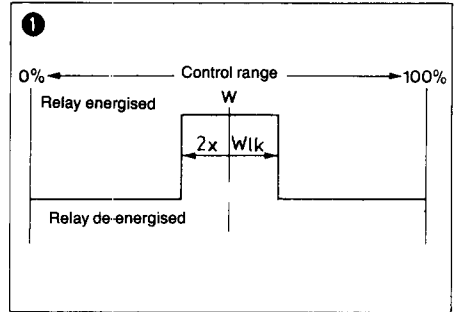 1
0% Control range 100%
Relay energised
W
2x Wlk
Relay de-energised